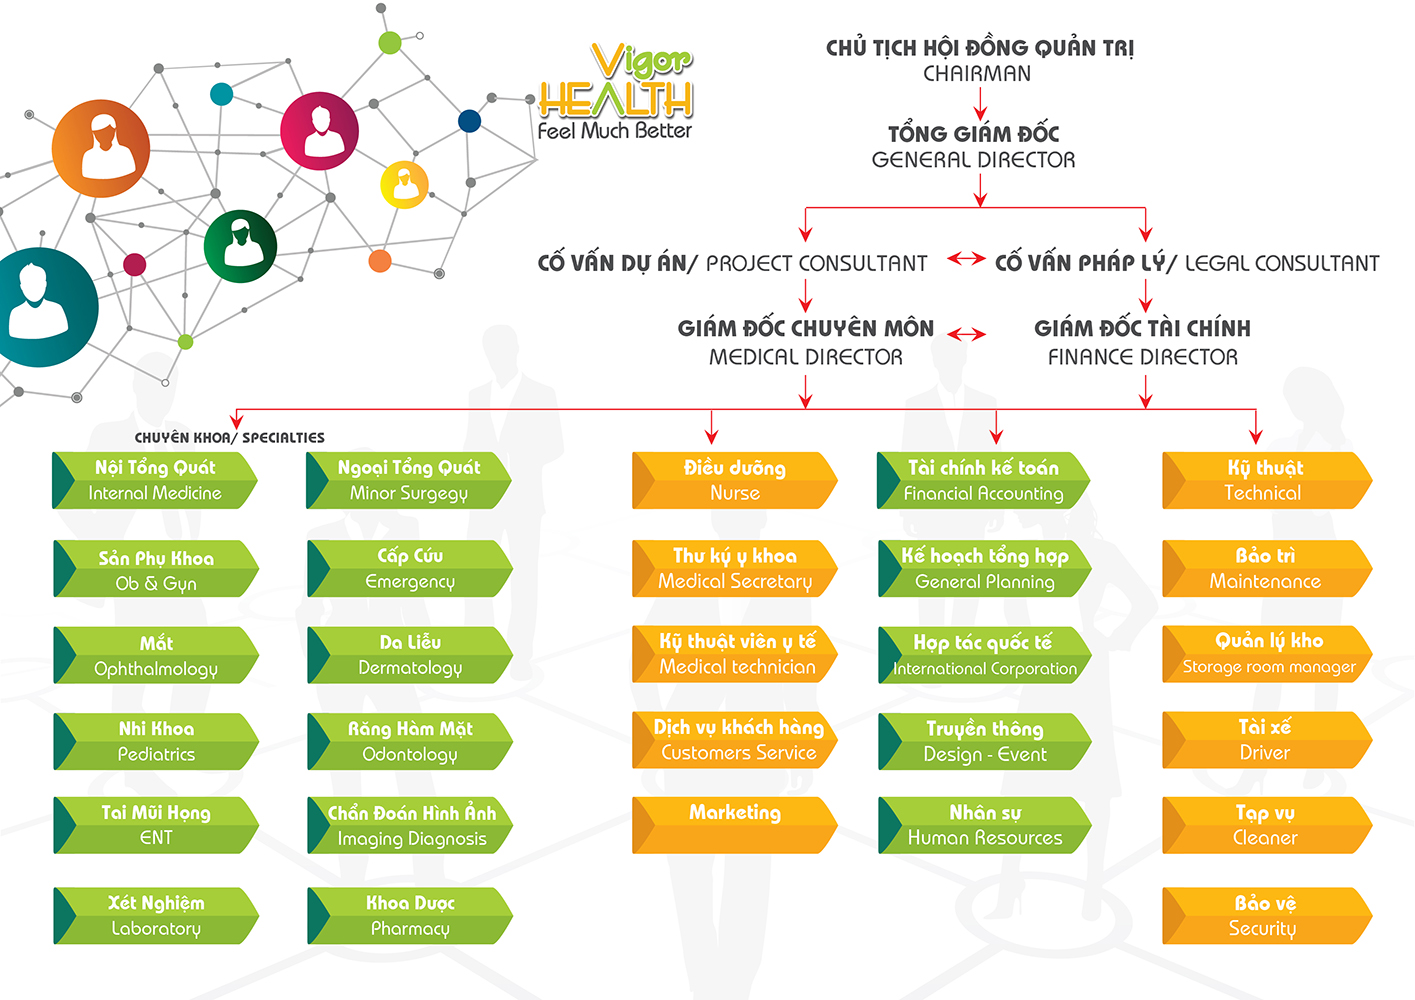 Vigor
HEALTH
Feel Much Better
CHỦ TỊCH HỘI ĐỒNG QUẢN TRỊ
CHAIRMAN
TỔNG GIÁM ĐỐC
GENERAL DIRECTOR
CỐ VẤN DỰ ÁN/ PROJECT CONSULTANT
CỐ VẤN PHÁP LÝ/ LEGAL CONSULTANT
GIÁM ĐỐC CHUYÊN MÔN
MEDICAL DIRECTOR
GIÁM ĐỐC TÀI CHÍNH
FINANCE DIRECTOR
CHUYÊN KHOA/ SPECIALTIES
Nội Tổng Quát
Internal Medicine
Sản Phụ Khoa
Ob & Gyn
Mắt
Ophthalmology
Nhi Khoa
Pediatrics
Tai Mũi Họng
ENT
Xét Nghiệm
Laboratory
Ngoại Tổng Quát
Minor Surgegy
Cấp Cứu
Emergency
Da Liễu
Dermatology
Răng Hàm Mặt
Odontology
Chẩn Đoán Hình Ảnh
Imaging Diagnosis
Khoa Dược
Pharmacy
Điều dưỡng
Nurse
Thư ký y khoa
Medical Secretary
Kỹ thuật viên y tế
Medical technician
Dịch vụ khách hàng
Customers Service
Marketing
Tài chính kế toán
Financial Accounting
Kế hoạch tổng hợp
General Planning
Hợp tác quốc tế
International Corporation
Truyền thông
Design - Event
Nhân sự
Human Resources
Kỹ thuật
Technical
Bảo trì
Maintenance
Quản lý kho
Storage room manager
Tài xế
Driver
Tạp vụ
Cleaner
Bảo vệ
Security